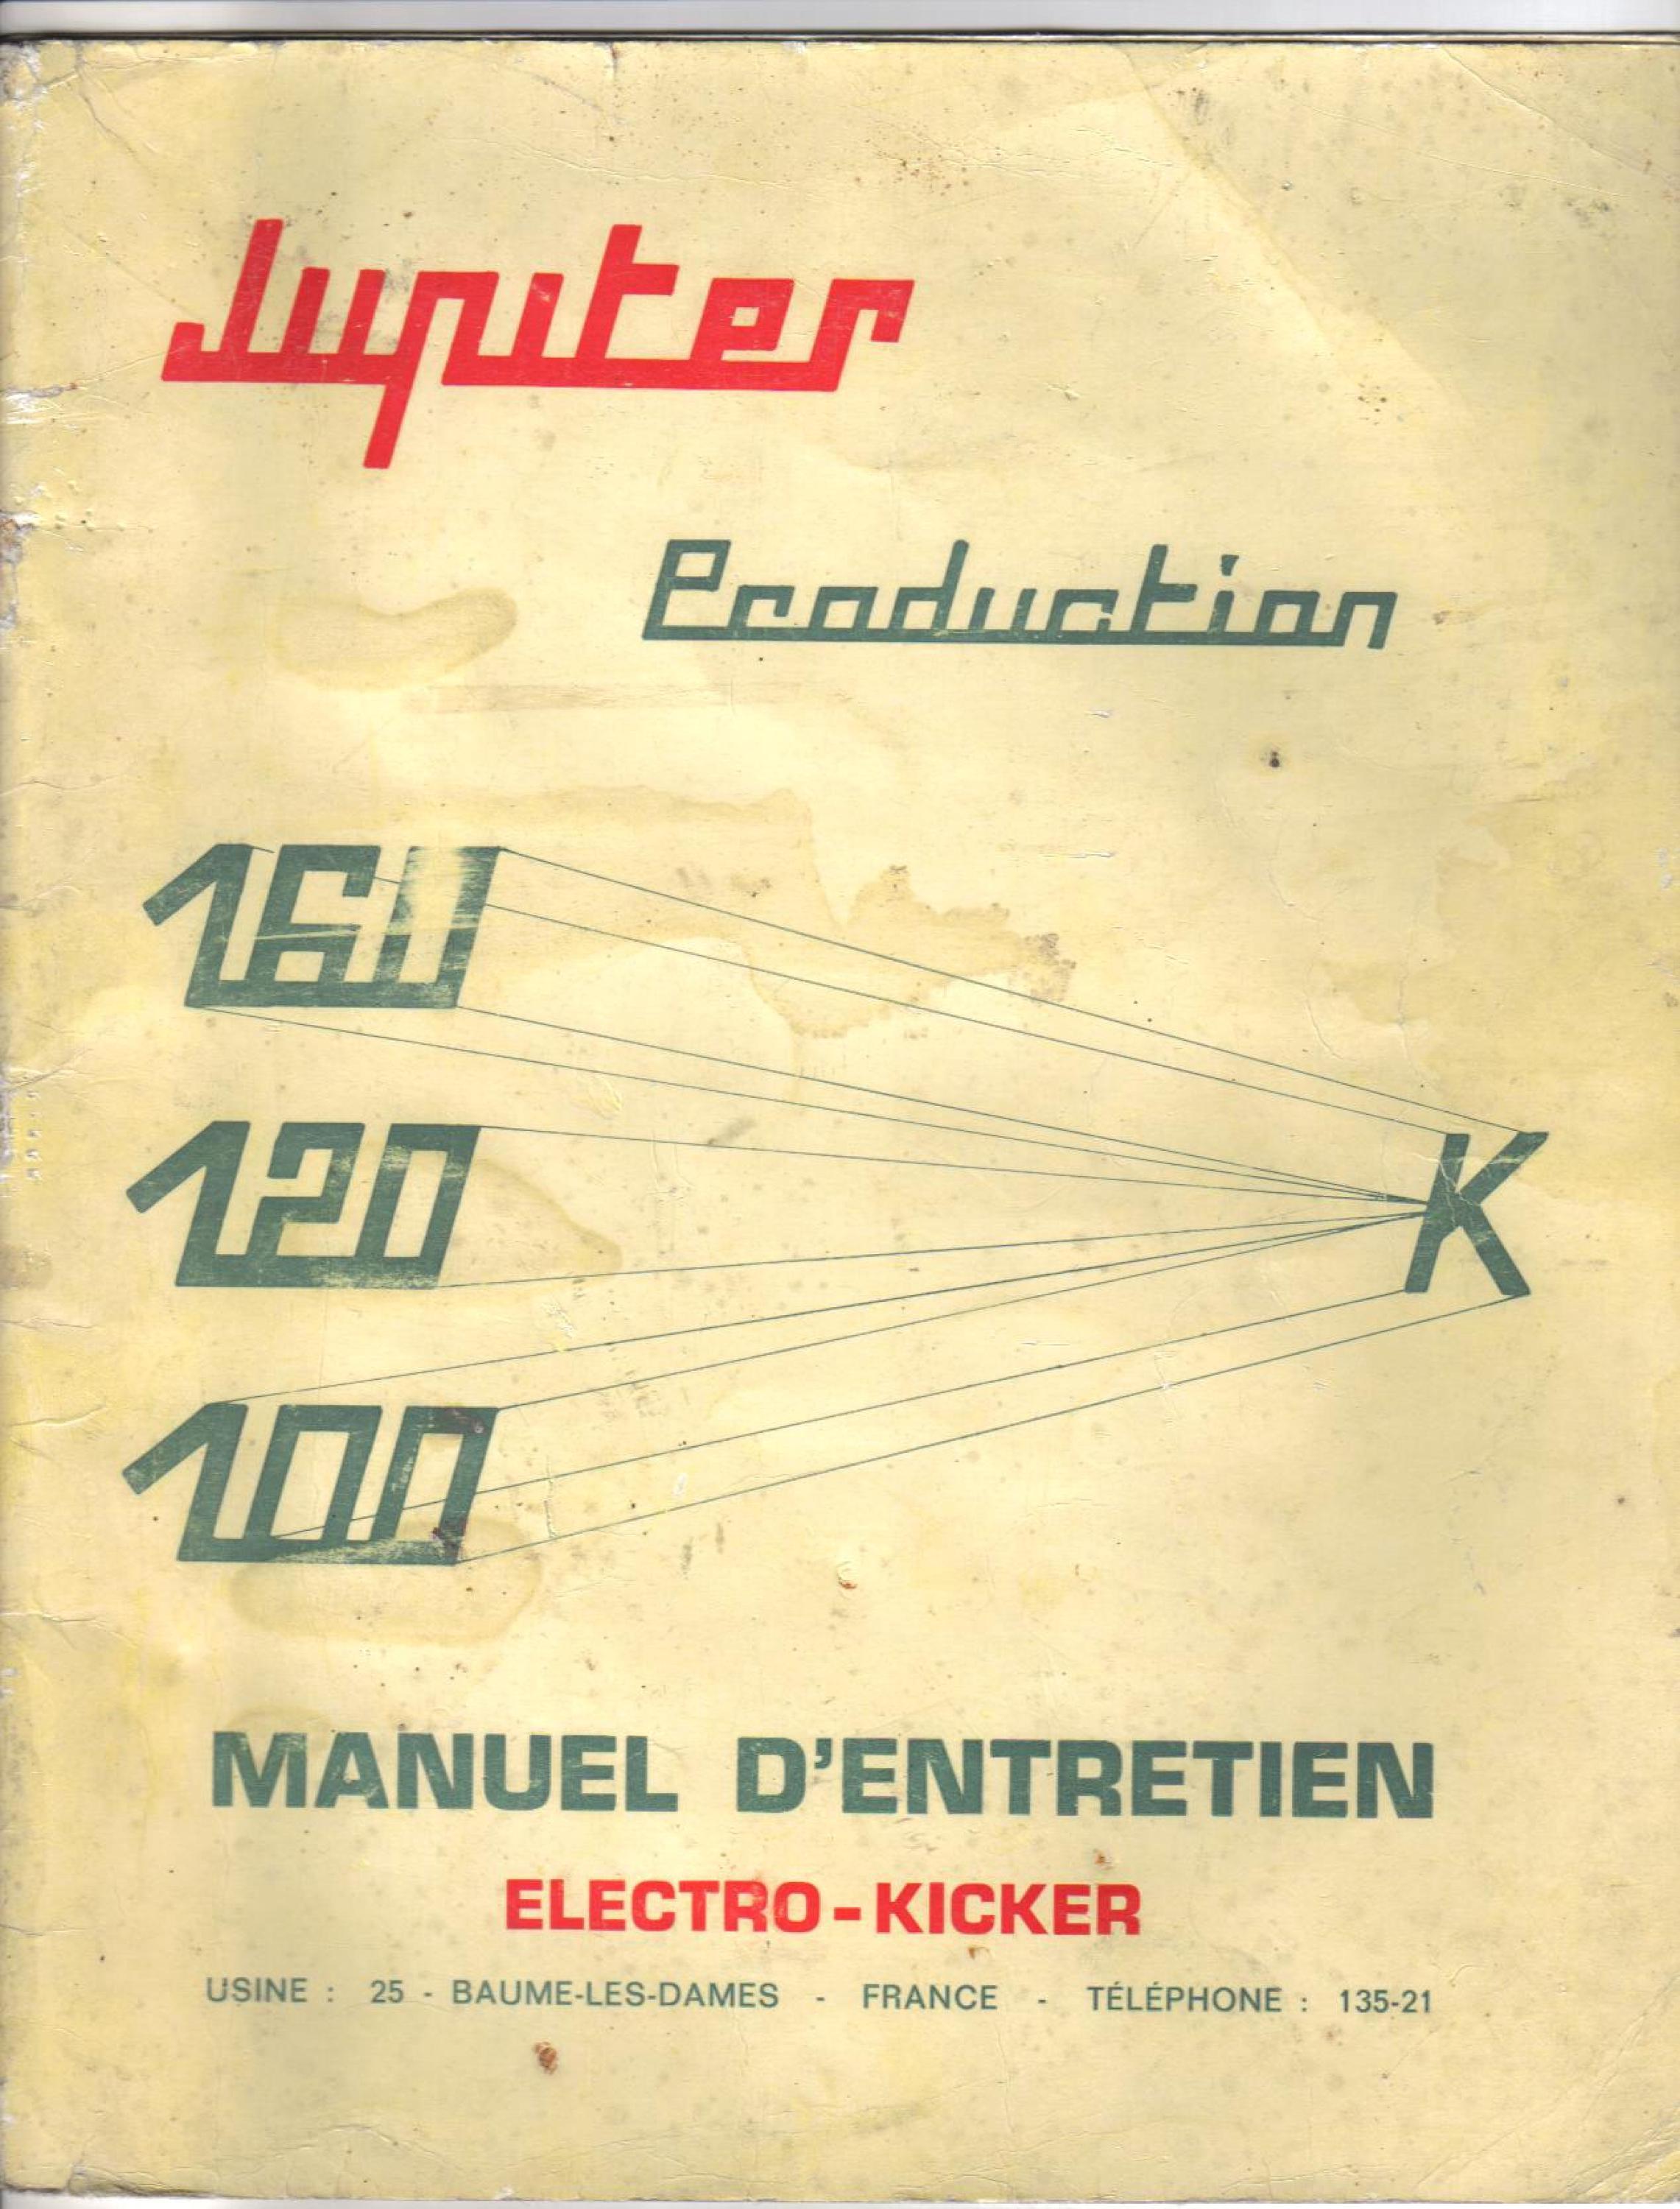 Jupiter
Production
160
120
K
100
MANUEL D'ENTRETIEN
ELECTRO-KICKER
USINE : 25 - BAUME-LES-DAMES - FRANCE - TÉLÉPHONE : 135-21